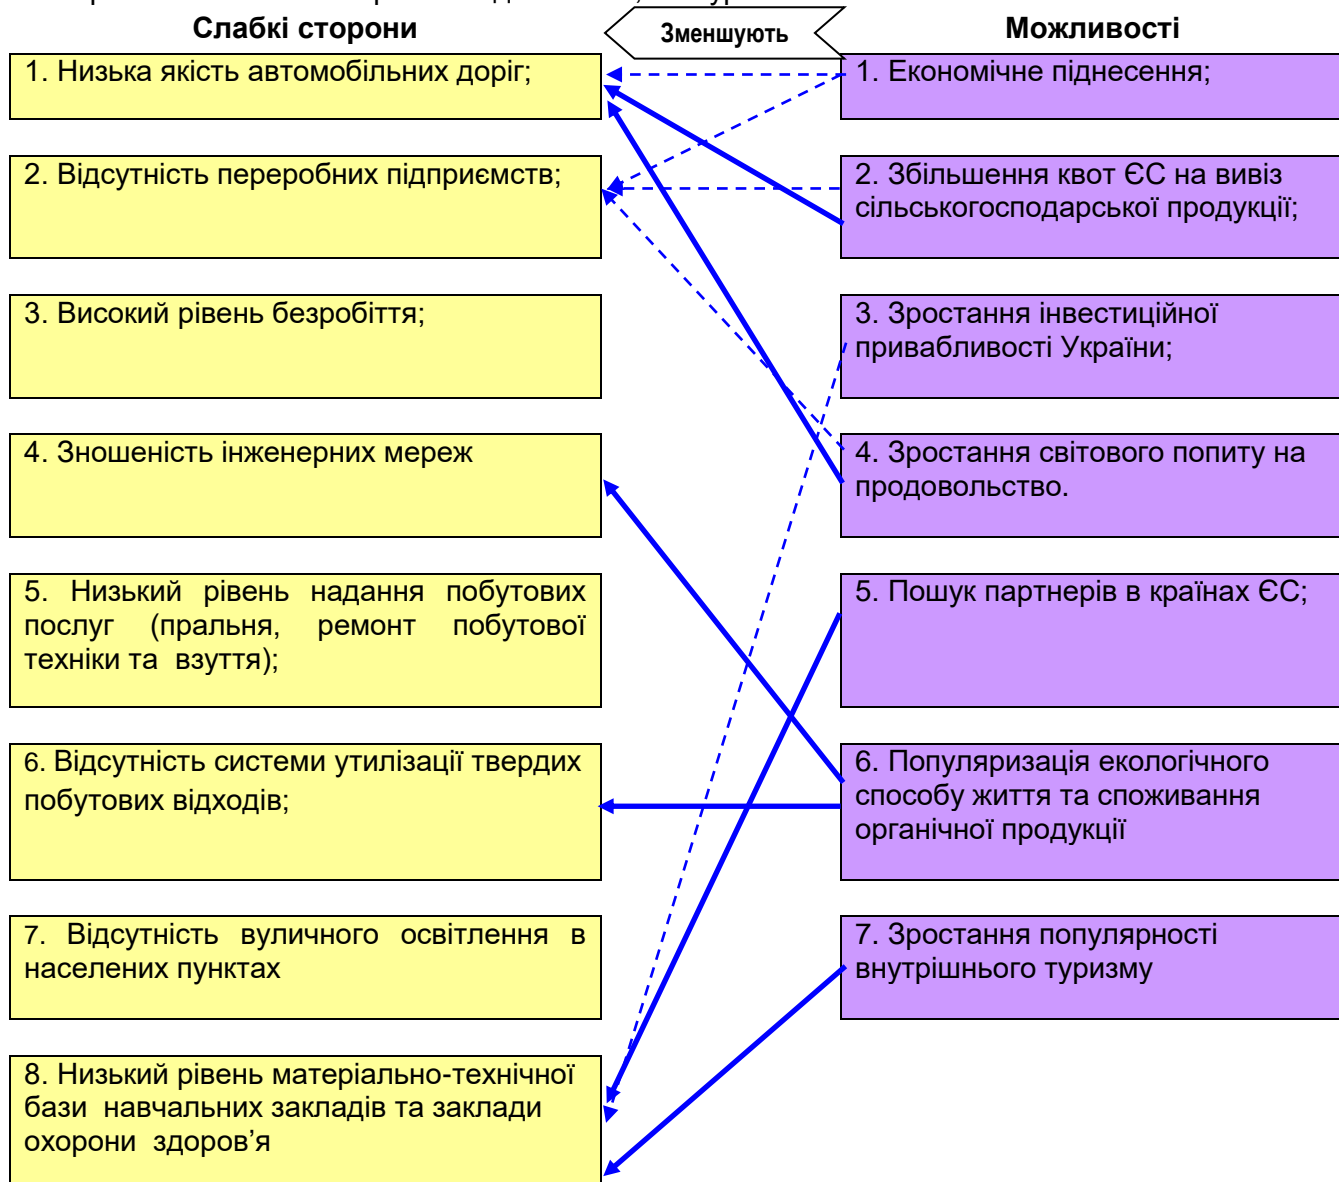 Слабкі сторони
Зменшують
Можливості
1. Низька якість автомобільних доріг;
2. Відсутність переробних підприємств;
3. Високий рівень безробіття;
4. Зношеність інженерних мереж
5. Низький рівень надання побутових
послуг (пральня, ремонт побутової
техніки та взуття);
6. Відсутність системи утилізації твердих
побутових відходів;
7. Відсутність вуличного освітлення в
населених пунктах
8. Низький рівень матеріально-технічної
бази навчальних закладів та заклади
охорони здоров’я
1. Економічне піднесення;
2. Збільшення квот ЄС на вивіз
сільськогосподарської продукції;
3. Зростання інвестиційної
привабливості України;
4. Зростання світового попиту на
продовольство.
5. Пошук партнерів в країнах ЄС;
6. Популяризація екологічного
способу життя та споживання
органічної продукції
7. Зростання популярності
внутрішнього туризму